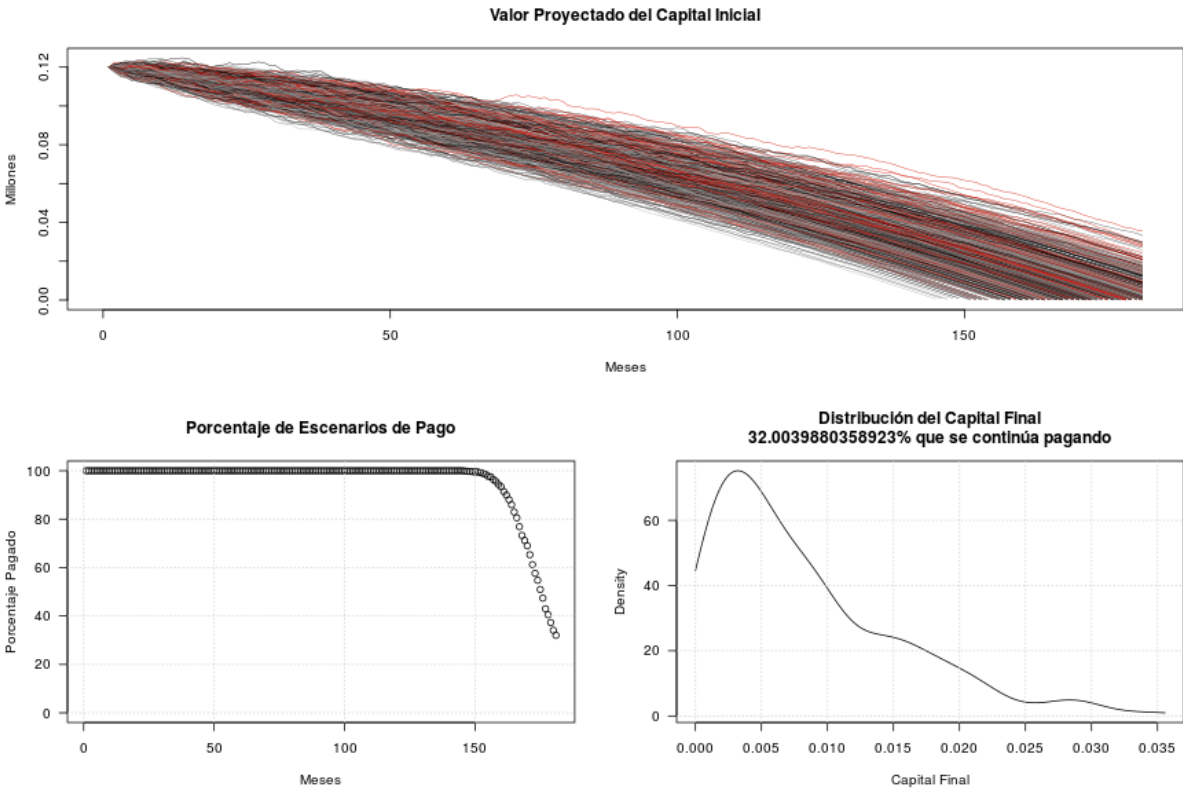 Valor Proyectado del Capital Inicial
Millones
0.12
0.08
0.04
0.00
0 50 100 150
Meses
Porcentaje de Escenarios de Pago
Porcentaje Pagado
100
80
60
40
20
0
0 50 100 150
Meses
Distribución del Capital Final
32.0039880358923% que se continúa pagando
Density
60
40
20
0
0.000 0.005 0.010 0.015 0.020 0.025 0.030 0.035
Capital Final